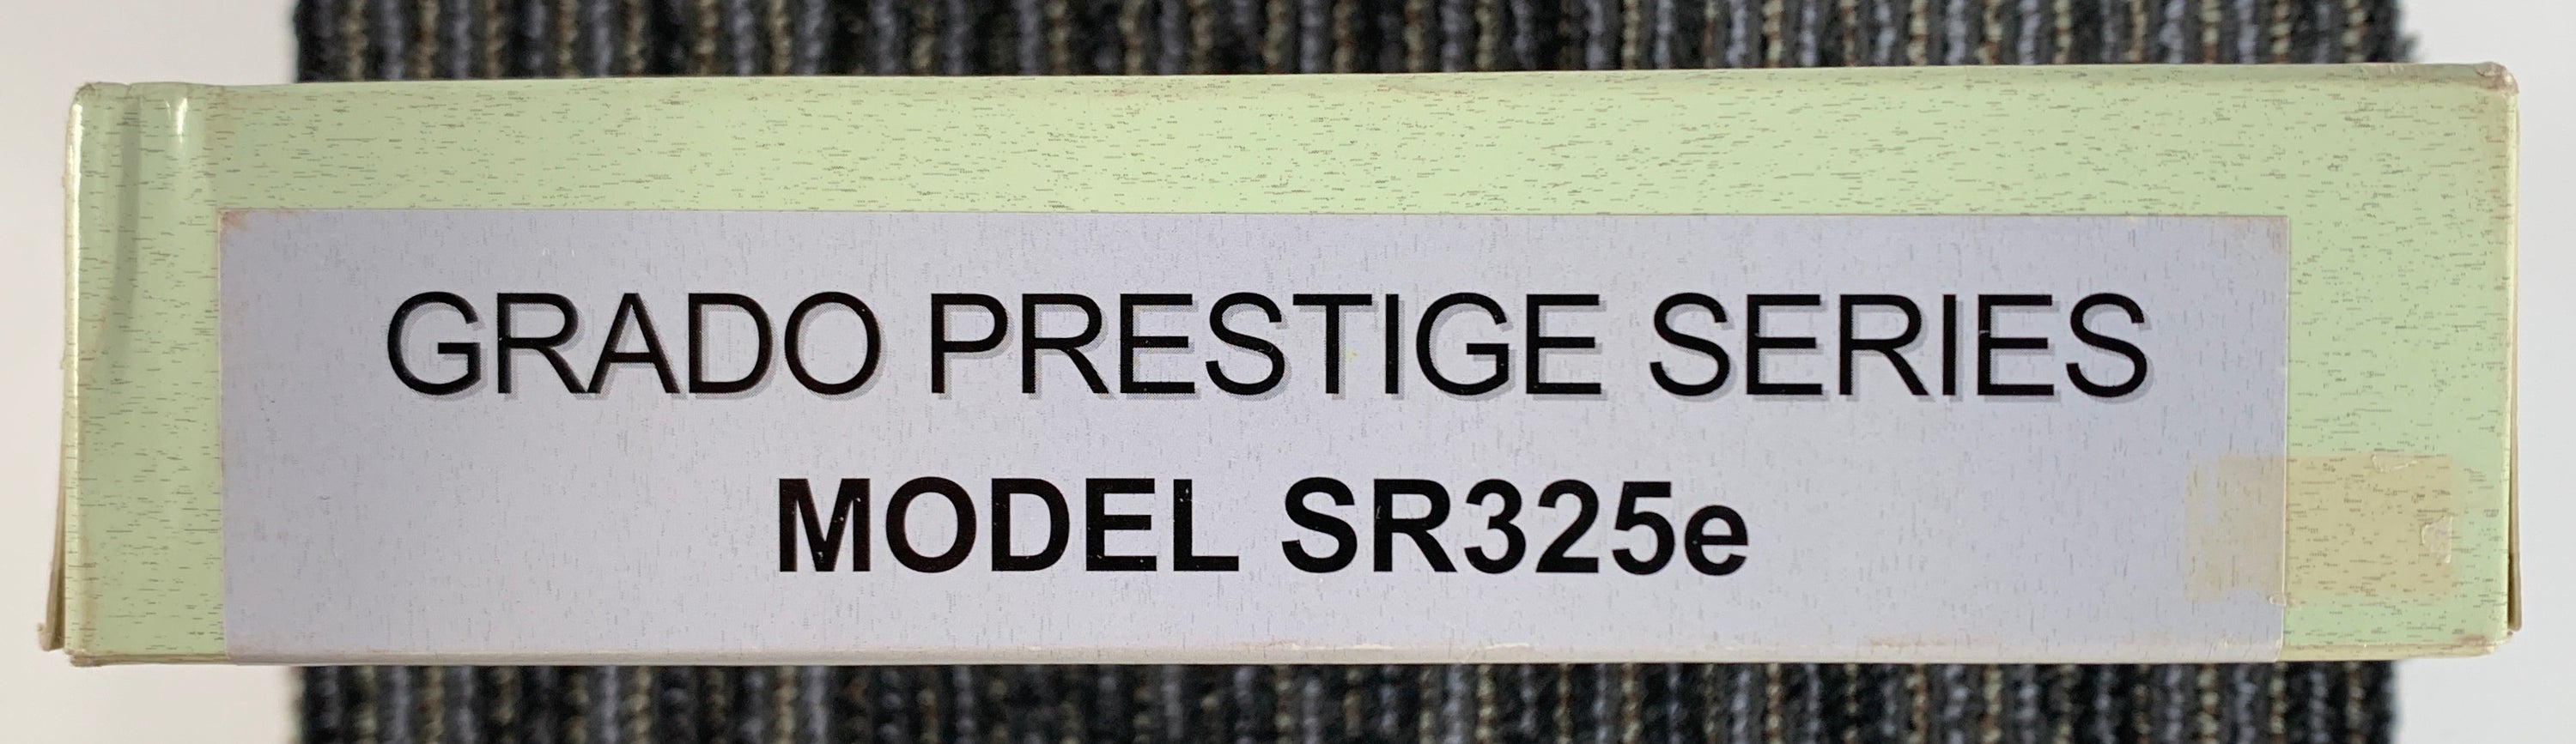 GRADO PRESTIGE SERIES
MODEL SR325e